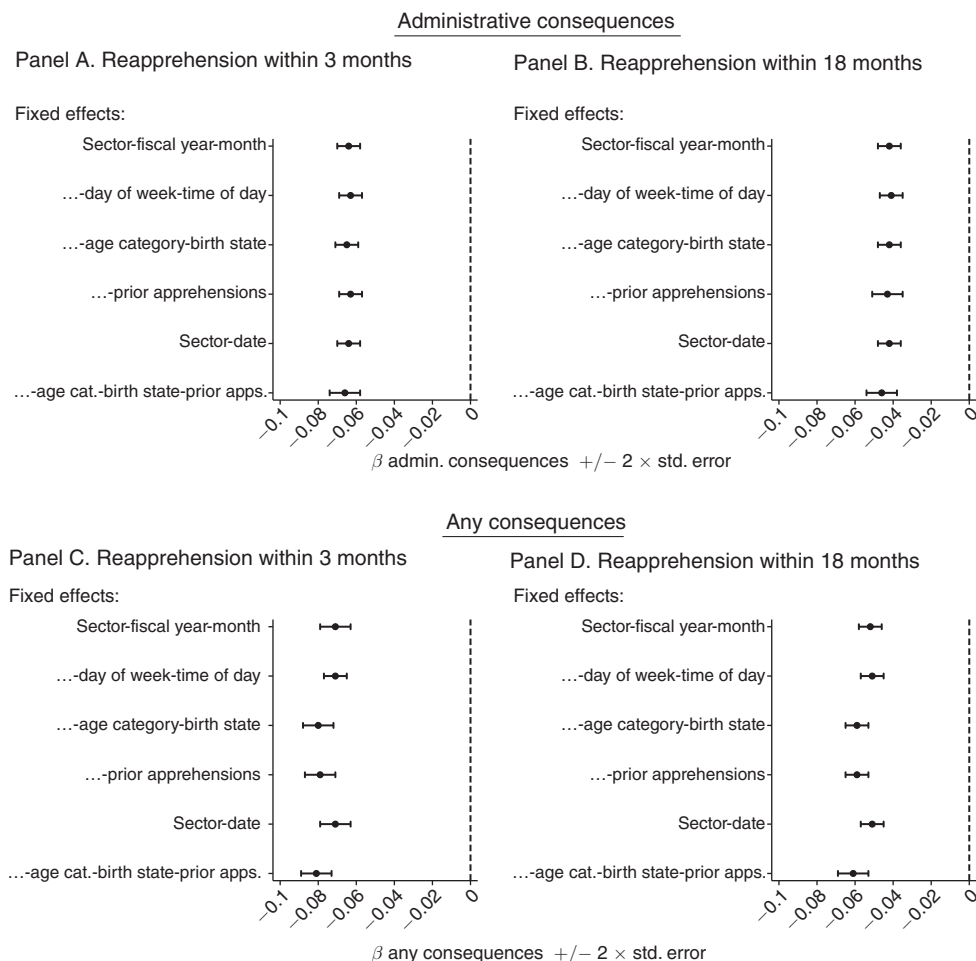 Administrative consequences
Panel A. Reapprehension within 3 months
Fixed effects:
Sector-fiscal year-month
…-day of week-time of day
…-age category-birth state
…-prior apprehensions
Sector-date
…-age cat.-birth state-prior apps.
−0.1 −0.08 −0.06 −0.04 −0.02 0
Panel B. Reapprehension within 18 months
Fixed effects:
Sector-fiscal year-month
…-day of week-time of day
…-age category-birth state
…-prior apprehensions
Sector-date
…-age cat.-birth state-prior apps.
−0.1 −0.08 −0.06 −0.04 −0.02 0
β admin. consequences +/− 2 × std. error
Any consequences
Panel C. Reapprehension within 3 months
Fixed effects:
Sector-fiscal year-month
…-day of week-time of day
…-age category-birth state
…-prior apprehensions
Sector-date
…-age cat.-birth state-prior apps.
−0.1 −0.08 −0.06 −0.04 −0.02 0
Panel D. Reapprehension within 18 months
Fixed effects:
Sector-fiscal year-month
…-day of week-time of day
…-age category-birth state
…-prior apprehensions
Sector-date
…-age cat.-birth state-prior apps.
−0.1 −0.08 −0.06 −0.04 −0.02 0
β any consequences +/− 2 × std. error